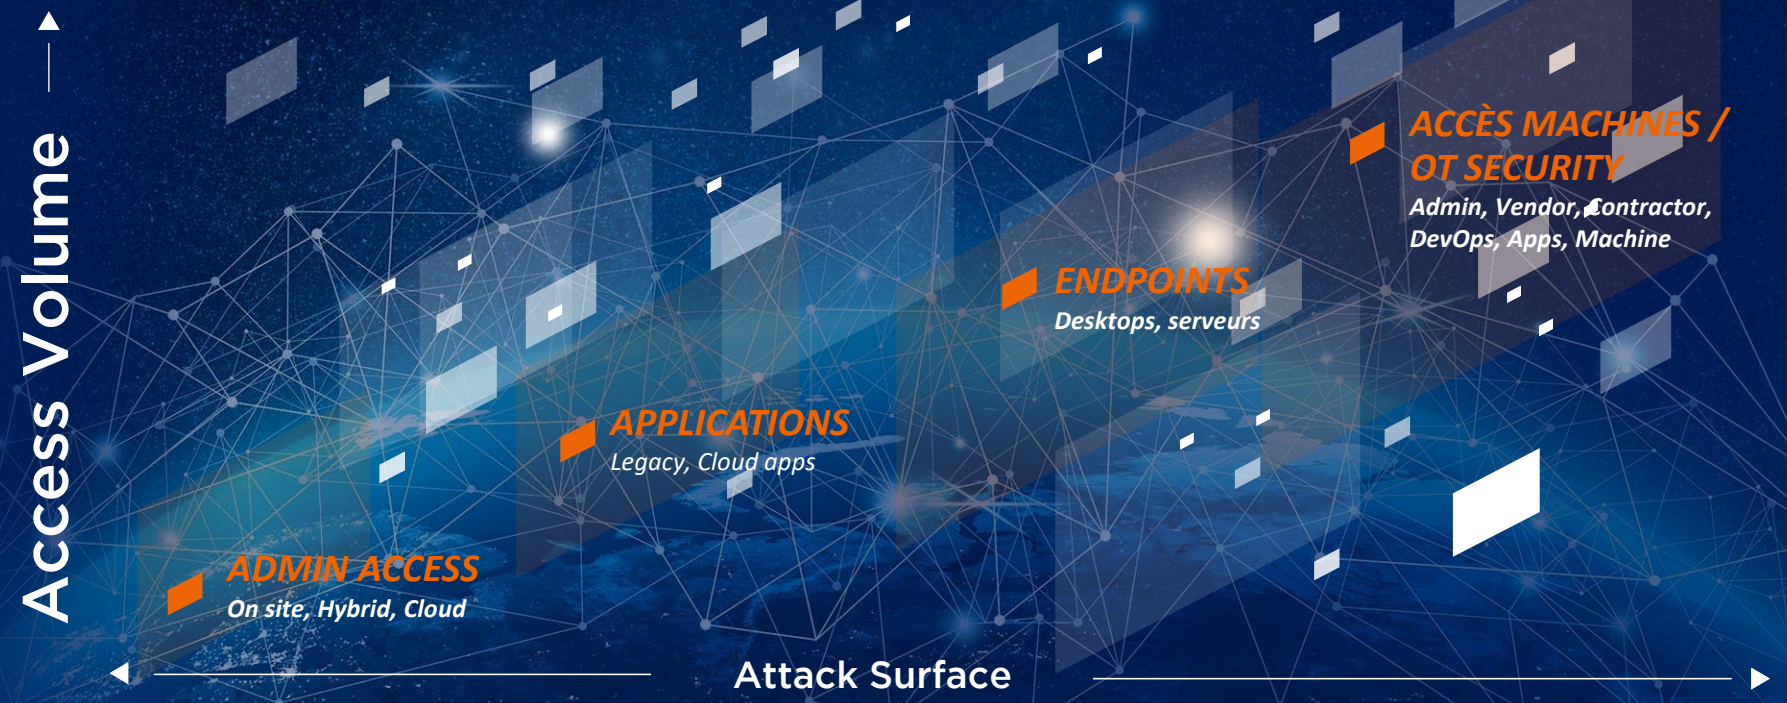 Access Volume
ACCÈS MACHINES /
OT SECURITY
Admin, Vendor, Contractor,
DevOps, Apps, Machine
ENDPOINTS
Desktops, serveurs
APPLICATIONS
Legacy, Cloud apps
ADMIN ACCESS
On site, Hybrid, Cloud
Attack Surface